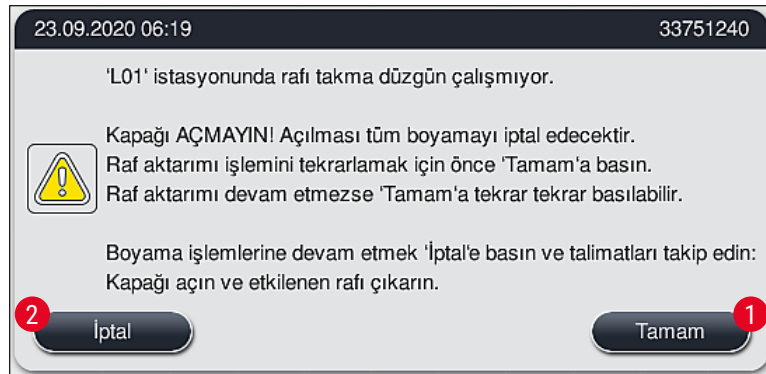 23.09.2020 06:19 33751240
'L01' istasyonunda rafı takma düzgün çalışmıyor.
Kapağı AÇMAYIN! Açılması tüm boyamayı iptal edecektir.
Raf aktarımı işlemini tekrarlamak için önce 'Tamam'a basın.
Raf aktarımı devam etmezse 'Tamam'a tekrar tekrar basılabilir.
Boyama işlemlerine devam etmek 'İptal'e basın ve talimatları takip edin:
Kapağı açın ve etkilenen rafı çıkarın.
2 1
İptal Tamam